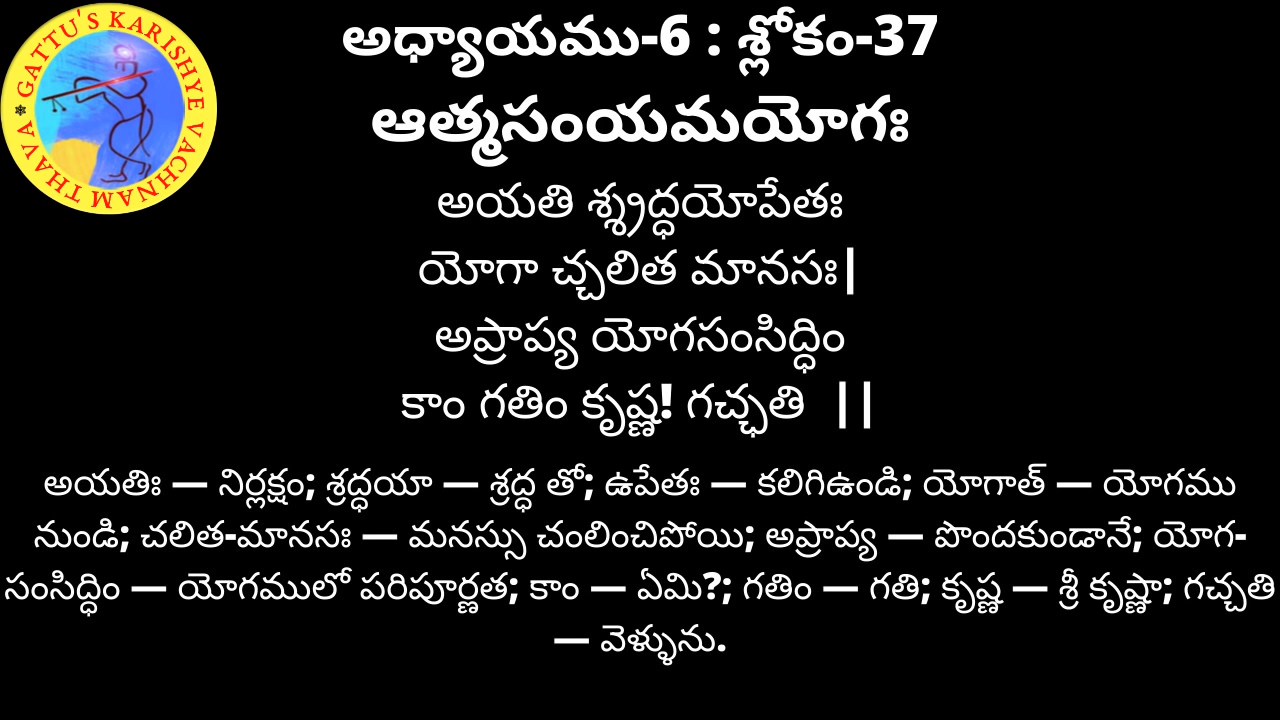 GATTU'S KARISHYE VACHNAM THAVA
అధ్యాయము-6 : శ్లోకం-37
ఆత్మసంయమయోగః
అయతి శ్శ్రద్ధయోపేతః
యోగా చ్చలిత మానసః|
అప్రాప్య యోగసంసిద్ధిం
కాం గతిం కృష్ణ! గచ్ఛతి ||
అయతిః — నిర్లక్షం; శ్రద్ధయా — శ్రద్ధ తో; ఉపేతః — కలిగిఉండి; యోగాత్ — యోగము
నుండి; చలిత-మానసః — మనస్సు చంలించిపోయి; అప్రాప్య — పొందకుండానే; యోగ-
సంసిద్ధిం — యోగములో పరిపూర్ణత; కాం — ఏమి?; గతిం — గతి; కృష్ణ — శ్రీ కృష్ణా; గచ్చతి
— వెళ్ళును.